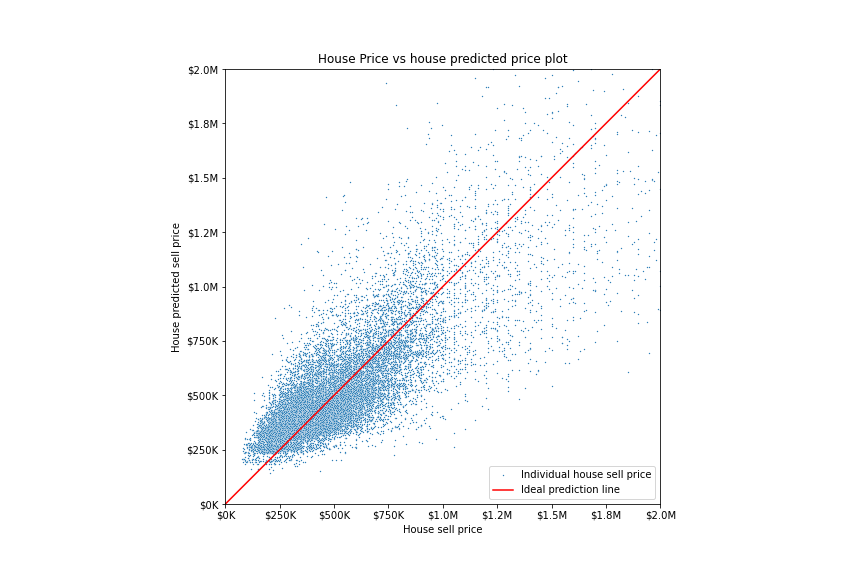 House Price vs house predicted price plot
$2.0M
$1.8M
$1.5M
$1.2M
$1.0M
$750K
$500K
$250K
$0K
House predicted sell price
Individual house sell price
Ideal prediction line
$0K $250K $500K $750K $1.0M $1.2M $1.5M $1.8M $2.0M
House sell price